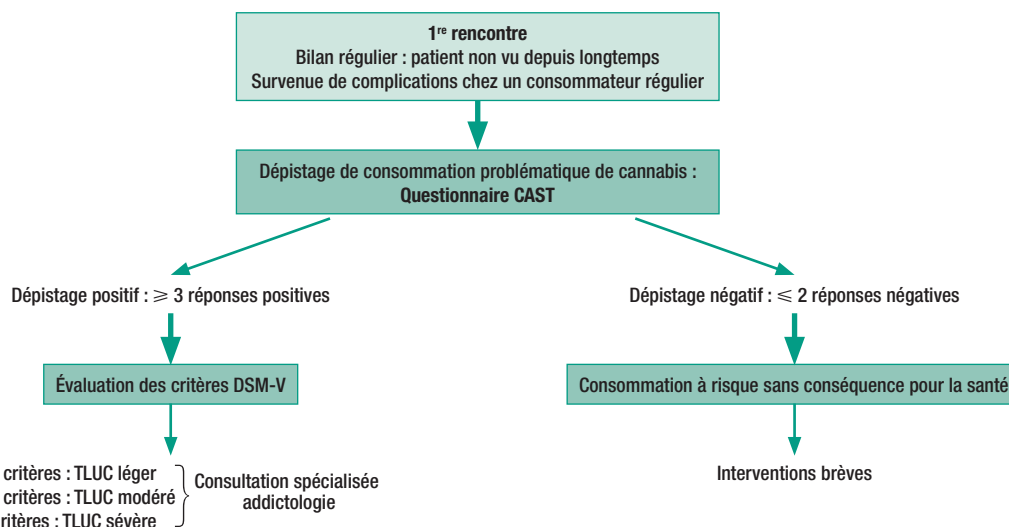 1re rencontre
Bilan régulier : patient non vu depuis longtemps
Survenue de complications chez un consommateur régulier
Dépistage de consommation problématique de cannabis :
Questionnaire CAST
Dépistage positif : ⩾ 3 réponses positives
Dépistage négatif : ⩽ 2 réponses négatives
Évaluation des critères DSM-V
Consommation à risque sans conséquence pour la santé
critères : TLUC léger
critères : TLUC modéré
ritères : TLUC sévère
Consultation spécialisée
addictologie
Interventions brèves